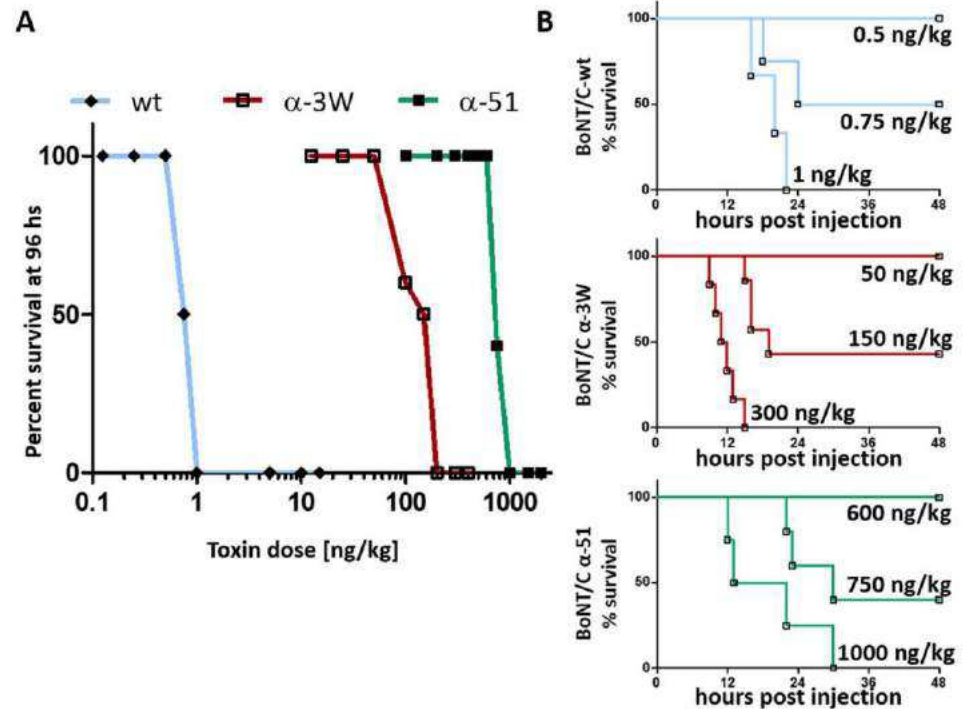 A
wt
α-3W
α-51
Percent survival at 96 hs
100
50
0
0.1
1
10
100
1000
Toxin dose [ng/kg]
B
BoNT/C-wt
% survival
100
50
0
0.5 ng/kg
0.75 ng/kg
1 ng/kg
0
12
24
36
48
hours post injection
BoNT/C α-3W
% survival
100
50
0
50 ng/kg
150 ng/kg
300 ng/kg
0
12
24
36
48
hours post injection
BoNT/C α-51
% survival
100
50
0
600 ng/kg
750 ng/kg
1000 ng/kg
0
12
24
36
48
hours post injection